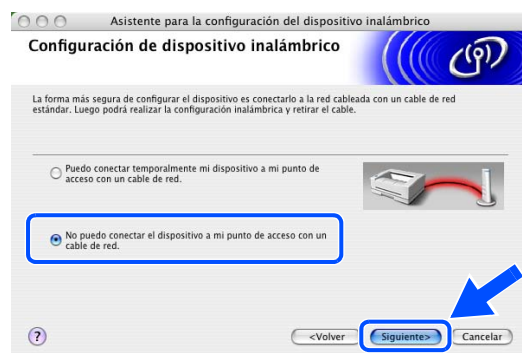 Asistente para la configuración del dispositivo inalámbrico
Configuración de dispositivo inalámbrico
La forma más segura de configurar el dispositivo es conectarlo a la red cableada con un cable de red
estándar. Luego podrá realizar la configuración inalámbrica y retirar el cable.
Puedo conectar temporalmente mi dispositivo a mi punto de
acceso con un cable de red.
No puedo conectar el dispositivo a mi punto de acceso con un
cable de red.
?
<Volver
Siguiente>
Cancelar